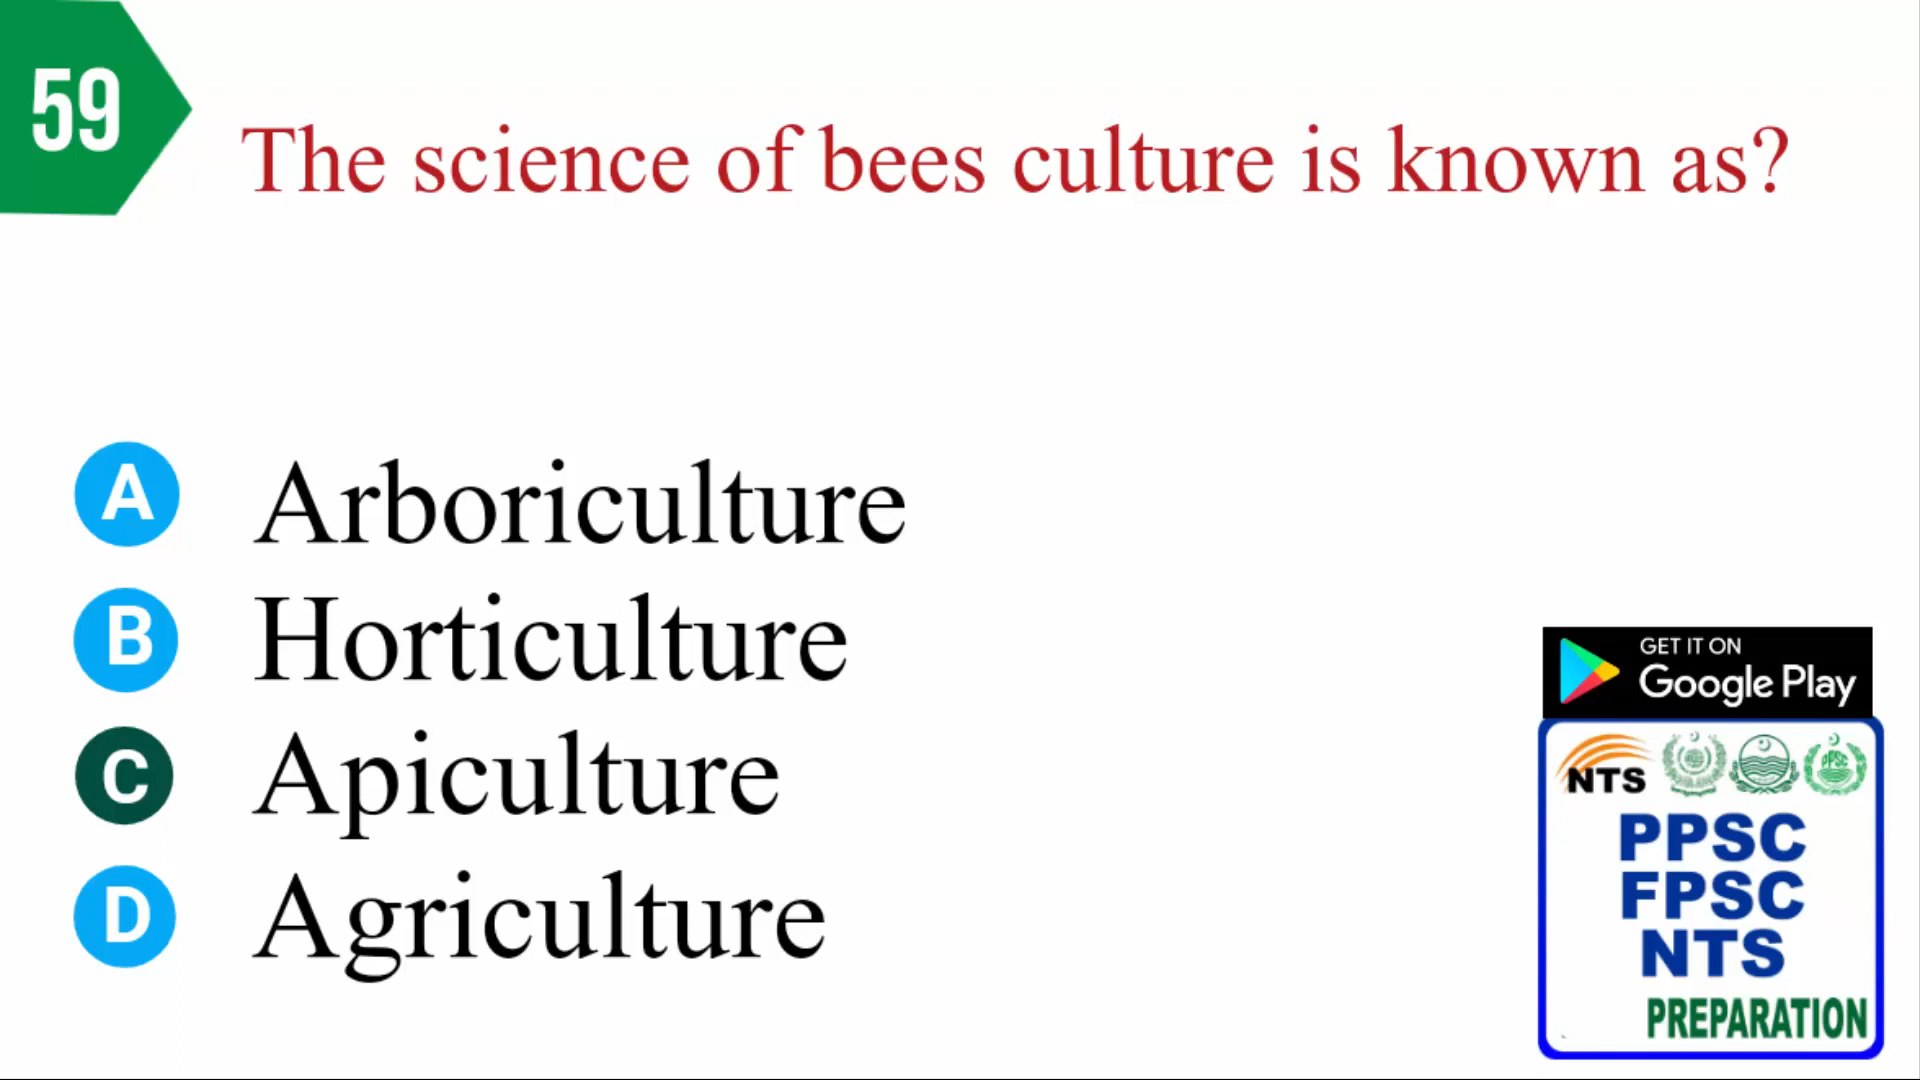 59
The science of bees culture is known as?
A Arboriculture
B Horticulture
C Apiculture
D Agriculture
GET IT ON
Google Play
NTS
PPSC
PPSC
FPSC
NTS
PREPARATION